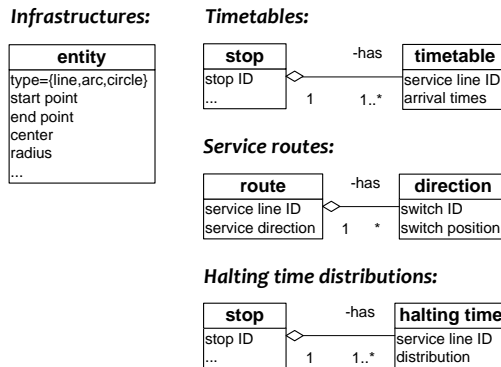 Infrastructures:
entity
type={line,arc,circle}
start point
end point
center
radius
...
Timetables:
stop
stop ID
...
-has
1
1..*
timetable
service line ID
arrival times
Service routes:
route
service line ID
service direction
-has
1
*
direction
switch ID
switch position
Halting time distributions:
stop
stop ID
...
-has
1
1..*
halting time
service line ID
distribution